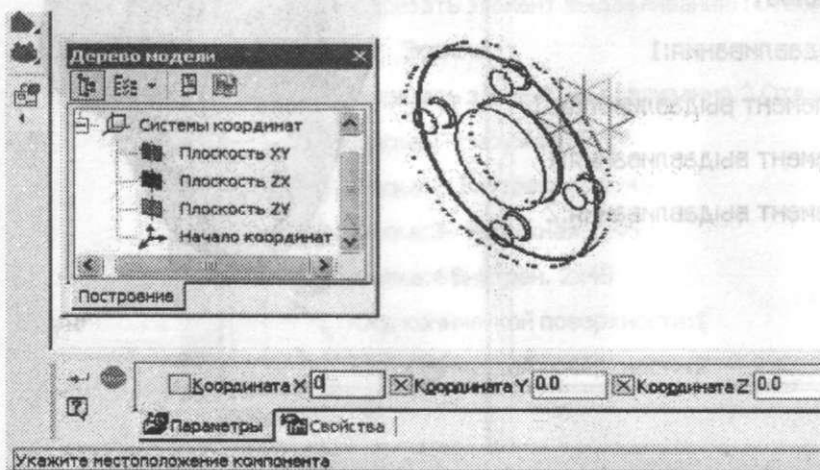 Дерево модели
Системы координат
Плоскость XY
Плоскость ZX
Плоскость ZY
Начало координат
Построение
Координата X 0 Координата Y 0.0 Координата Z 0.0
Параметры Свойства
Укажите местоположение компонента